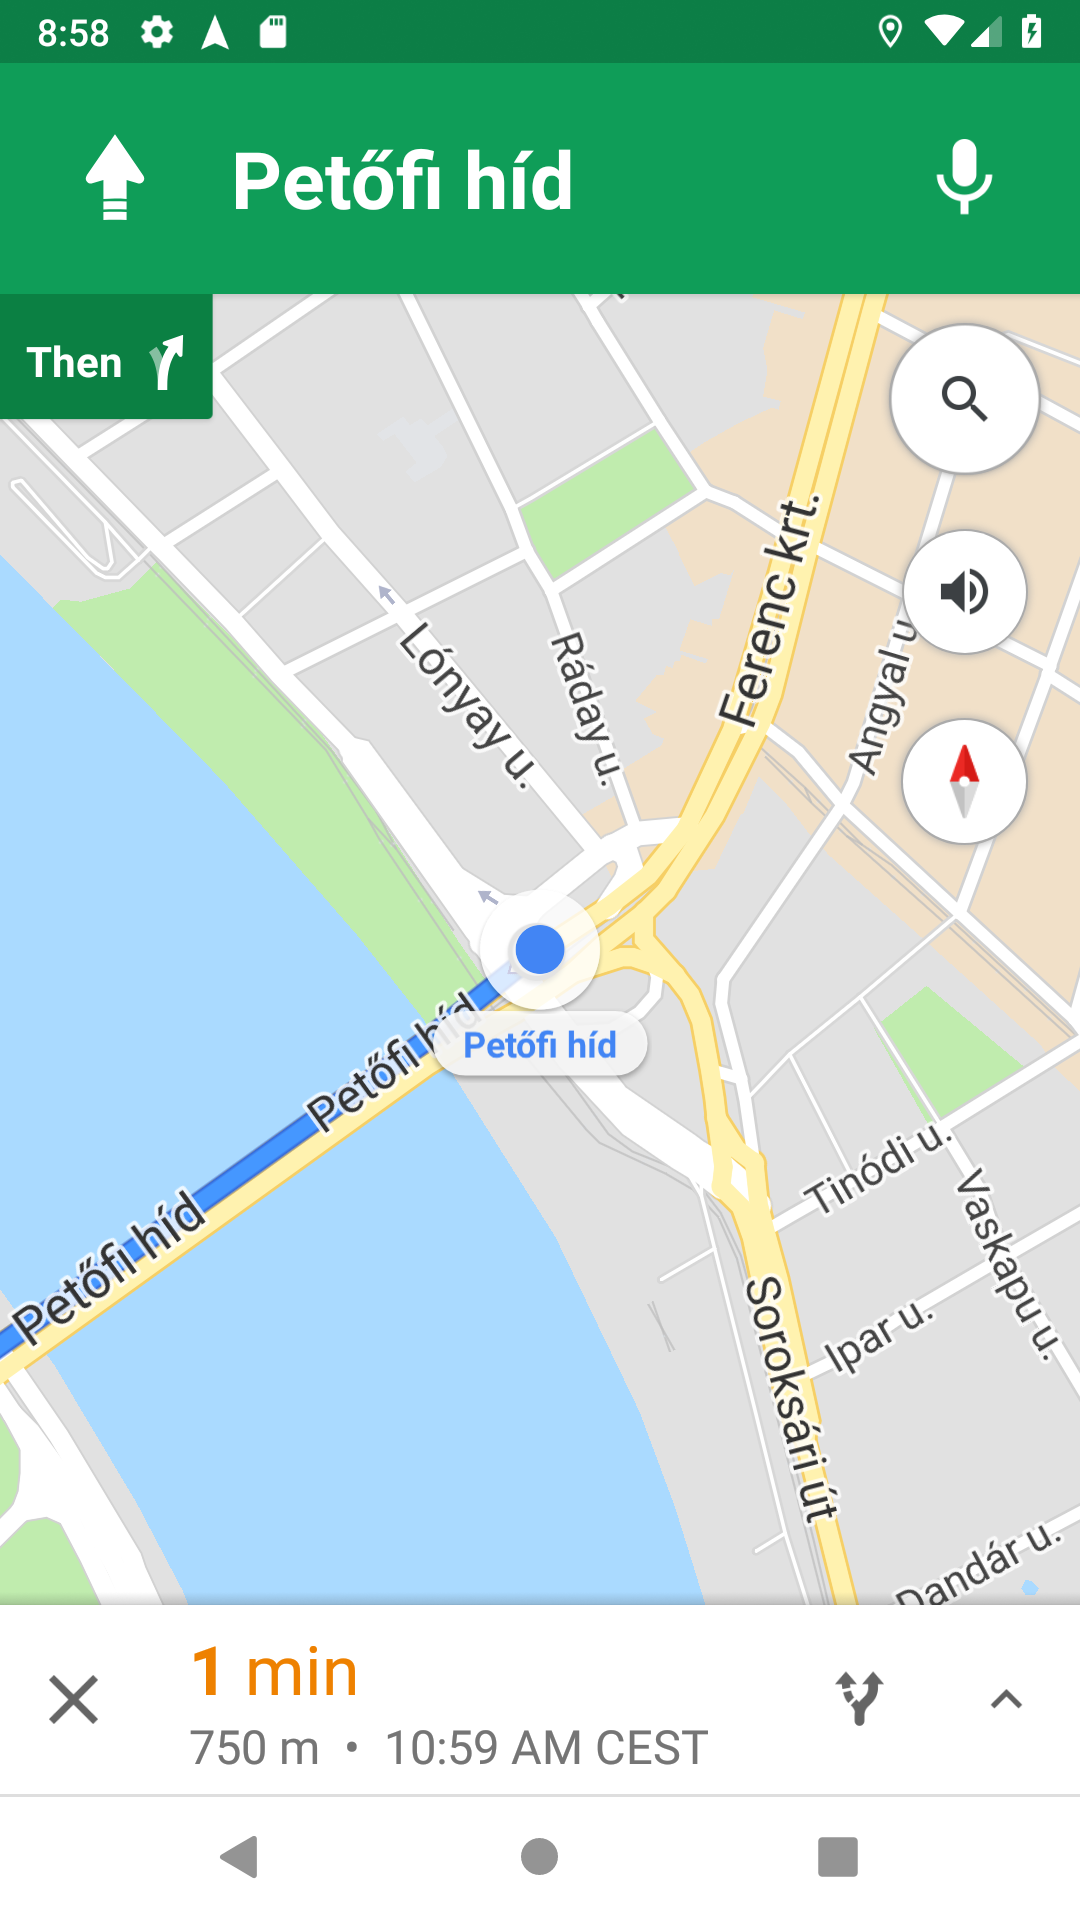 8:58
Petőfi híd
Then
Ferenc krt.
Lónyay u.
Ráday u.
Angyal u
Petőfi híd
Petőfi híd
Petőfi híd
Tinódi u.
Vaskapu u.
Soroksári út
Ipar u.
Dandár u.
1 min
750 m • 10:59 AM CEST